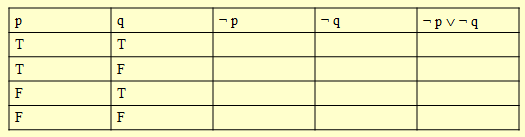 p q ¬ p ¬ q ¬ p ∨ ¬ q
T T
T F
F T
F F